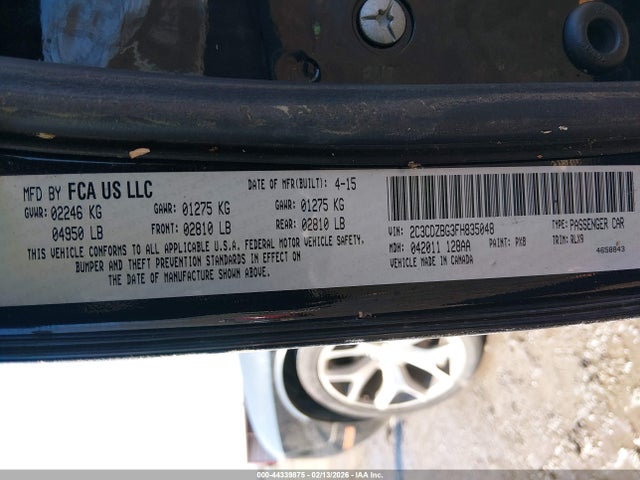 MFD BY FCA US LLC
DATE OF MFR(BUILT): 4-15
GVWR: 02246 KG GAWR: 01275 KG GAWR: 01275 KG
04950 LB FRONT: 02810 LB REAR: 02810 LB
THIS VEHICLE CONFORMS TO ALL APPLICABLE U.S.A. FEDERAL MOTOR VEHICLE SAFETY,
BUMPER AND THEFT PREVENTION STANDARDS IN EFFECT ON
THE DATE OF MANUFACTURE SHOWN ABOVE.
VIN: 2C3CDZBG3FH835048 TYPE: PASSENGER CAR
MDH: 042011 128AA PAINT: PX8 TRIM: RLX9
VEHICLE MADE IN CANADA 4658843
000-44339875 - 02/13/2026 - IAA Inc.